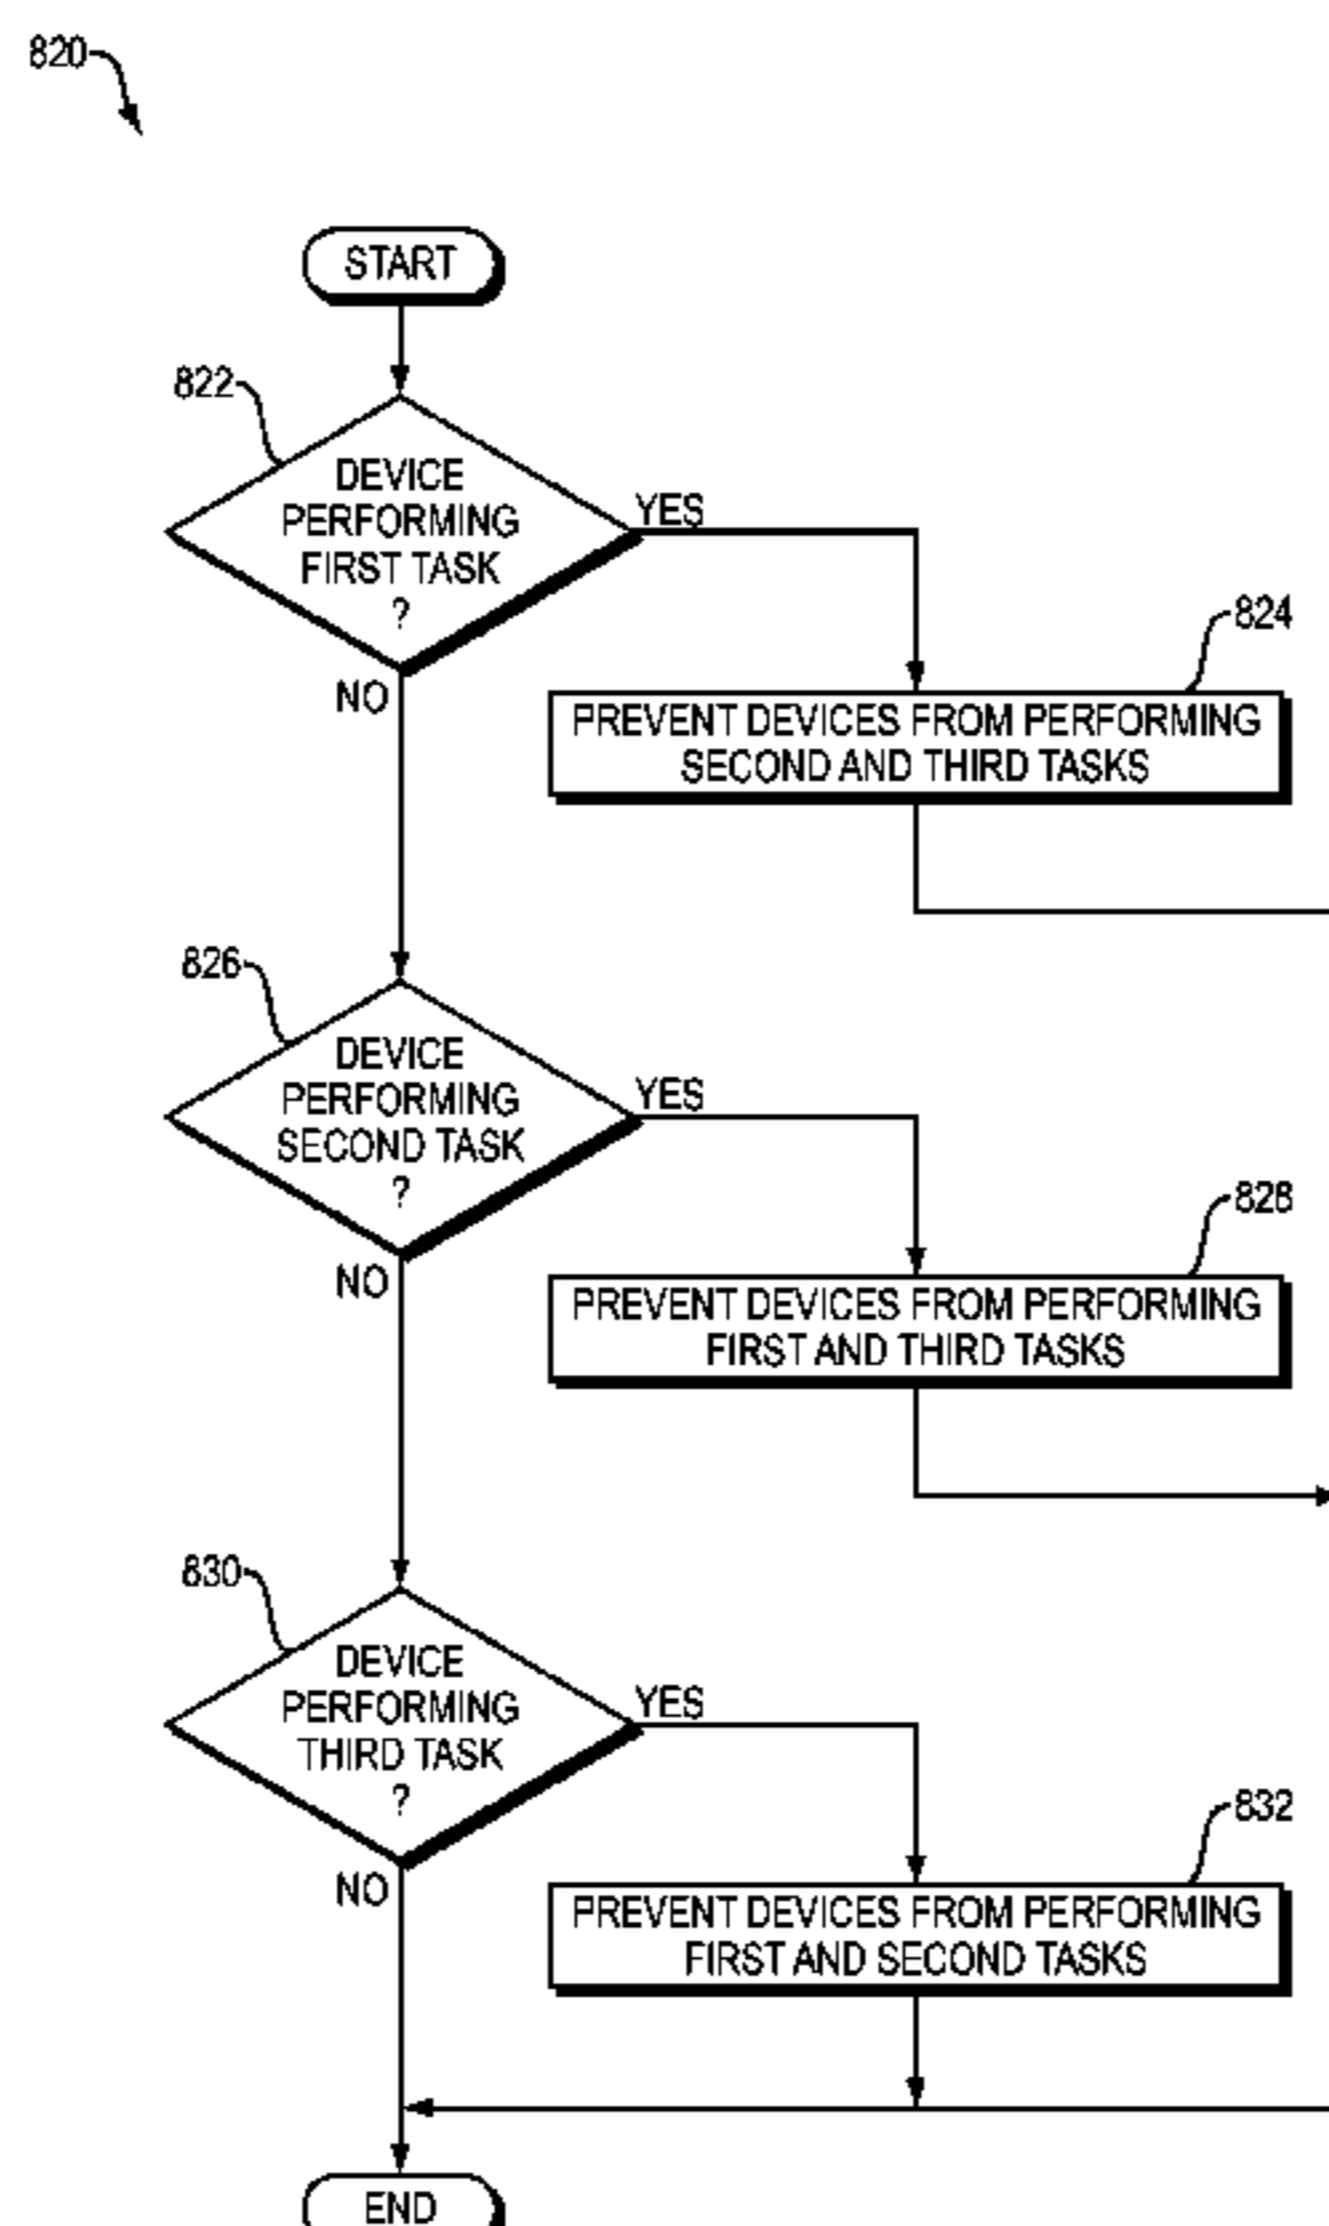 820
START
822
DEVICE
PERFORMING
FIRST TASK
?
YES
NO
824
PREVENT DEVICES FROM PERFORMING
SECOND AND THIRD TASKS
826
DEVICE
PERFORMING
SECOND TASK
?
YES
NO
828
PREVENT DEVICES FROM PERFORMING
FIRST AND THIRD TASKS
830
DEVICE
PERFORMING
THIRD TASK
?
YES
NO
832
PREVENT DEVICES FROM PERFORMING
FIRST AND SECOND TASKS
END